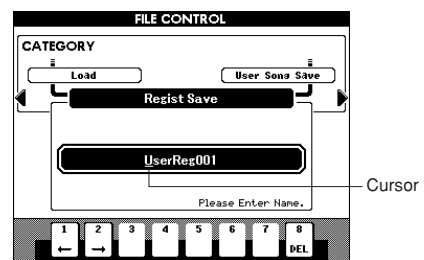 FILE CONTROL
CATEGORY
Load
User Song Save
Regist Save
UserReg001
Cursor
Please Enter Name.
1 2 3 4 5 6 7 8
← → DEL